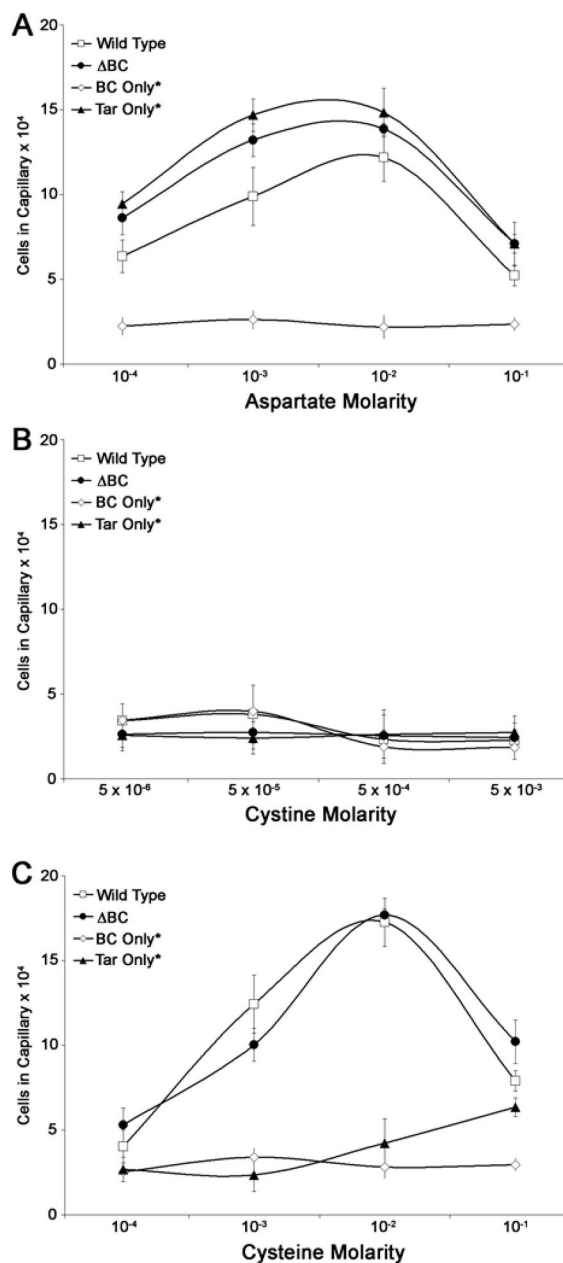 A
20
Wild Type
ΔBC
BC Only*
Tar Only*
15
10
5
0
Cells in Capillary x 10⁴
10⁻⁴ 10⁻³ 10⁻² 10⁻¹
Aspartate Molarity
B
20
Wild Type
ΔBC
BC Only*
Tar Only*
15
10
5
0
Cells in Capillary x 10⁴
5 x 10⁻⁶ 5 x 10⁻⁵ 5 x 10⁻⁴ 5 x 10⁻³
Cystine Molarity
C
20
Wild Type
ΔBC
BC Only*
Tar Only*
15
10
5
0
Cells in Capillary x 10⁴
10⁻⁴ 10⁻³ 10⁻² 10⁻¹
Cysteine Molarity